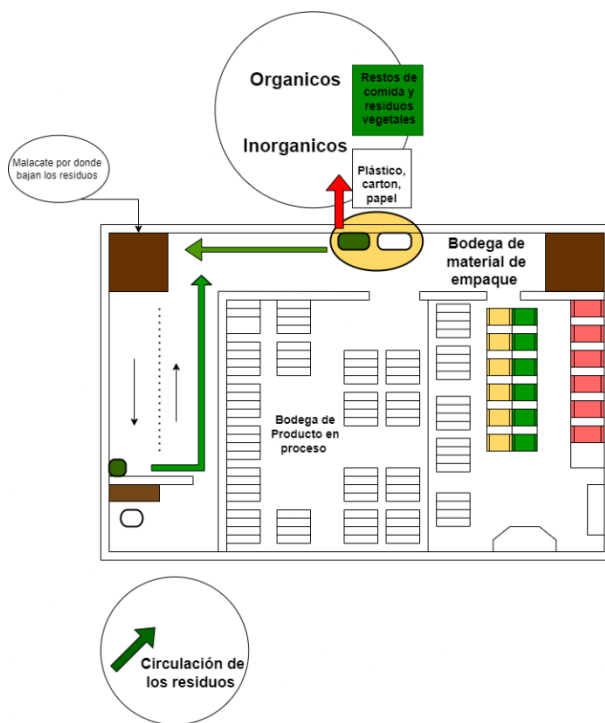 Organicos
Restos de
comida y
residuos
vegetales
Inorganicos
Plástico,
carton,
papel
Malacate por donde
bajan los residuos
Bodega de
material de
empaque
Bodega de
Producto en
proceso
Circulación de
los residuos